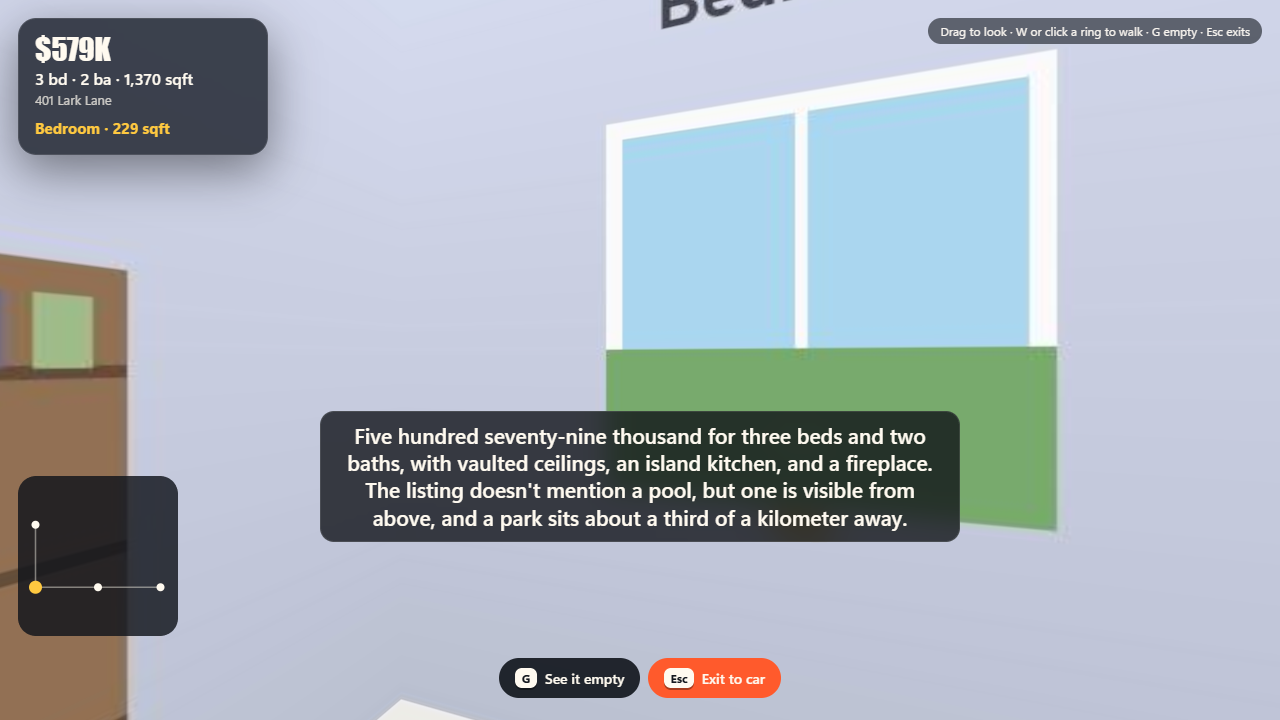 $579K
3 bd · 2 ba · 1,370 sqft
401 Lark Lane
Bedroom · 229 sqft
Drag to look · W or click a ring to walk · G empty · Esc exits
Five hundred seventy-nine thousand for three beds and two
baths, with vaulted ceilings, an island kitchen, and a fireplace.
The listing doesn't mention a pool, but one is visible from
above, and a park sits about a third of a kilometer away.
G See it empty
Esc Exit to car